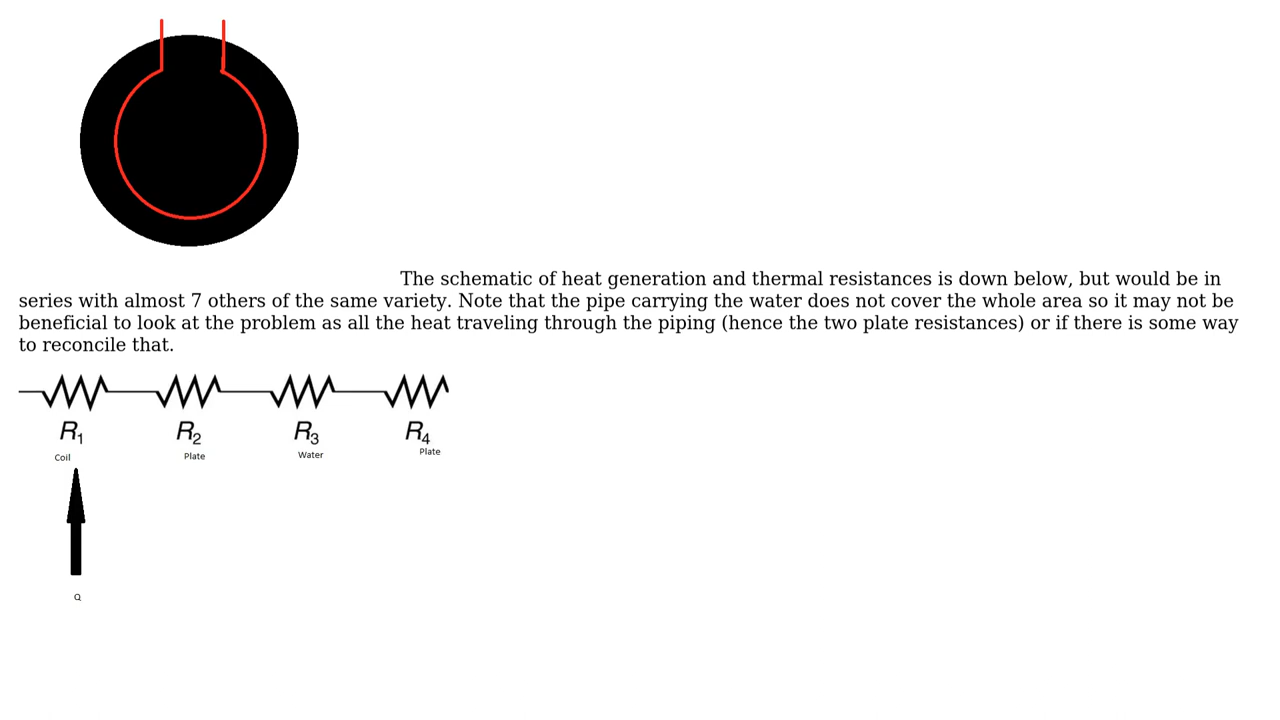 The schematic of heat generation and thermal resistances is down below, but would be in
series with almost 7 others of the same variety. Note that the pipe carrying the water does not cover the whole area so it may not be
beneficial to look at the problem as all the heat traveling through the piping (hence the two plate resistances) or if there is some way
to reconcile that.
R1 R2 R3 R4
Coil Plate Water Plate
Q